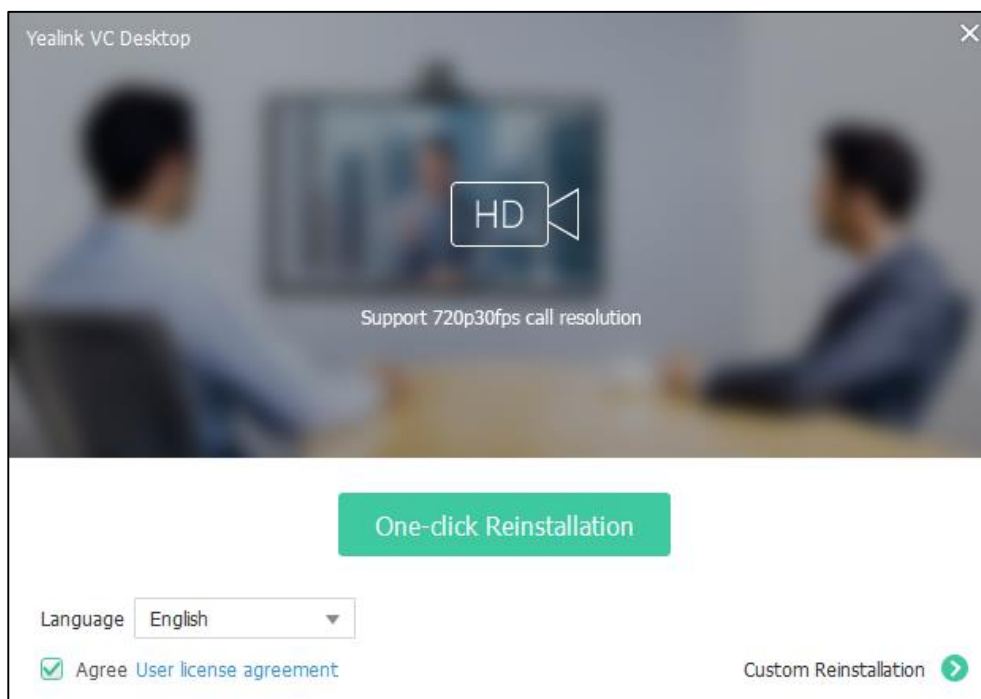 Yealink VC Desktop
HD
Support 720p30fps call resolution
One-click Reinstallation
Language English
Agree User license agreement
Custom Reinstallation